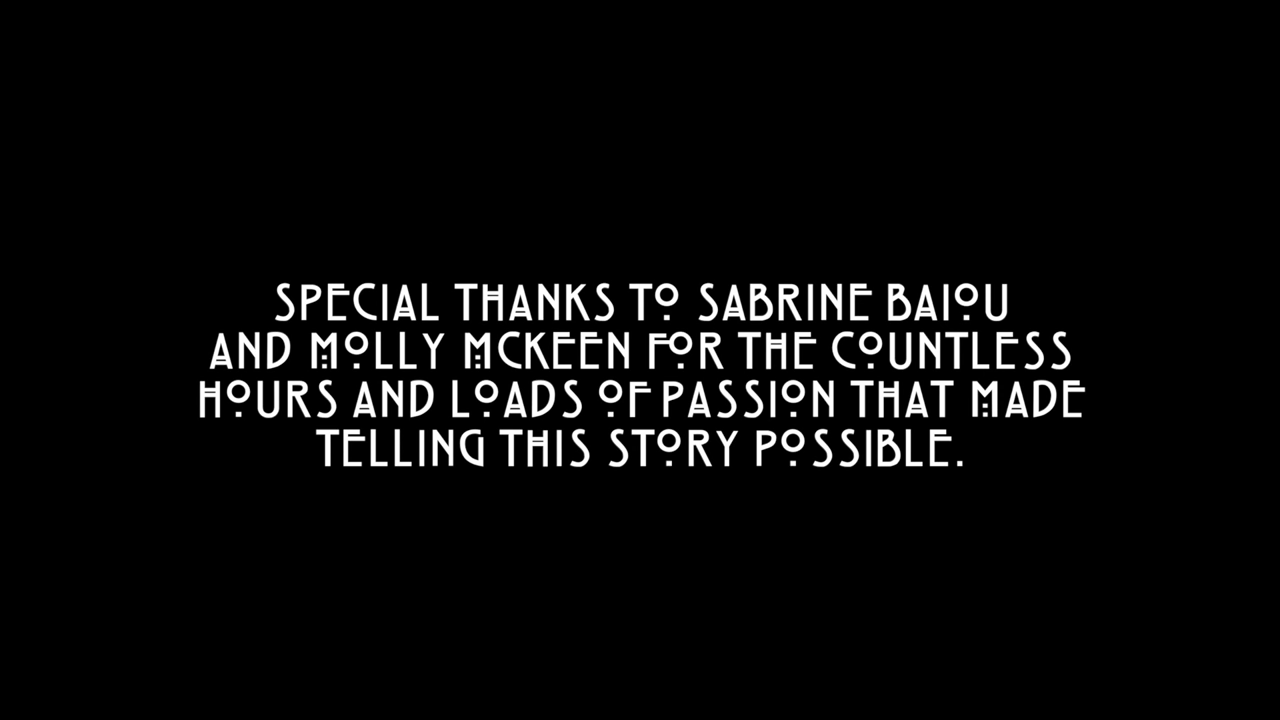 SPECIAL THANKS TO SABRINE BAIOU
AND MOLLY MCKEEN FOR THE COUNTLESS
HOURS AND LOADS OF PASSION THAT MADE
TELLING THIS STORY POSSIBLE.